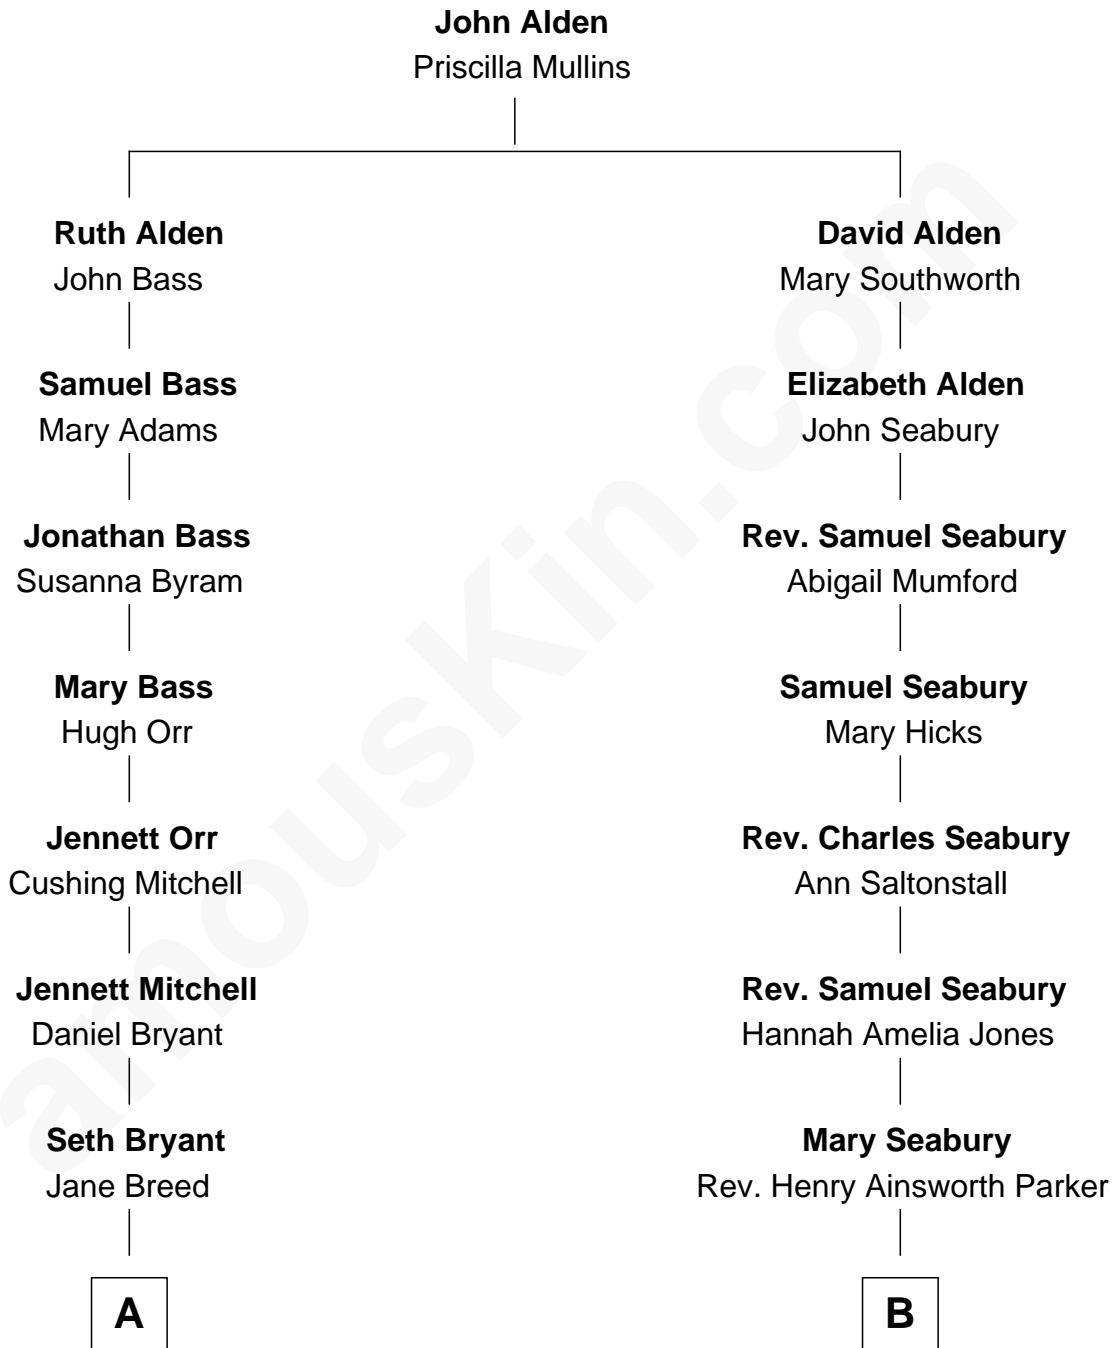 John Alden
Priscilla Mullins
Ruth Alden
John Bass
Samuel Bass
Mary Adams
Jonathan Bass
Susanna Byram
Mary Bass
Hugh Orr
Jennett Orr
Cushing Mitchell
Jennett Mitchell
Daniel Bryant
Seth Bryant
Jane Breed
A
David Alden
Mary Southworth
Elizabeth Alden
John Seabury
Rev. Samuel Seabury
Abigail Mumford
Samuel Seabury
Mary Hicks
Rev. Charles Seabury
Ann Saltonstall
Rev. Samuel Seabury
Hannah Amelia Jones
Mary Seabury
Rev. Henry Ainsworth Parker
B
amousKin.com